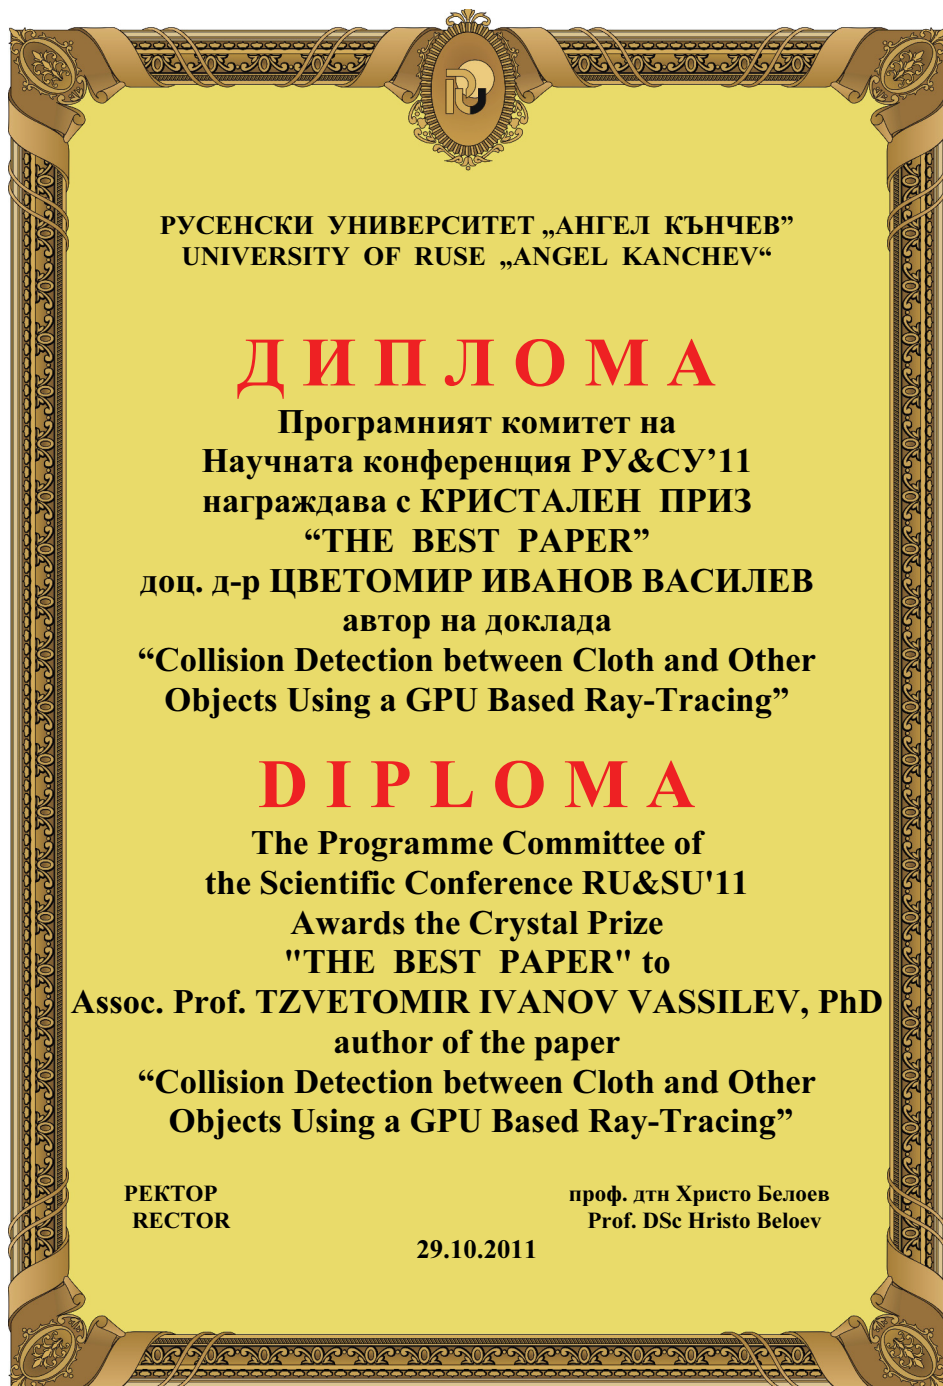 РУСЕНСКИ УНИВЕРСИТЕТ „АНГЕЛ КЪНЧЕВ”
UNIVERSITY OF RUSE „ANGEL KANCHEV“
ДИПЛОМА
Програмният комитет на
Научната конференция РУ&СУ’11
награждава с КРИСТАЛЕН ПРИЗ
“THE BEST PAPER”
доц. д-р ЦВЕТОМИР ИВАНОВ ВАСИЛЕВ
автор на доклада
“Collision Detection between Cloth and Other
Objects Using a GPU Based Ray-Tracing”
DIPLOMA
The Programme Committee of
the Scientific Conference RU&SU'11
Awards the Crystal Prize
"THE BEST PAPER" to
Assoc. Prof. TZVETOMIR IVANOV VASSILEV, PhD
author of the paper
“Collision Detection between Cloth and Other
Objects Using a GPU Based Ray-Tracing”
РЕКТОР проф. дтн Христо Белоев
RECTOR Prof. DSc Hristo Beloev
29.10.2011